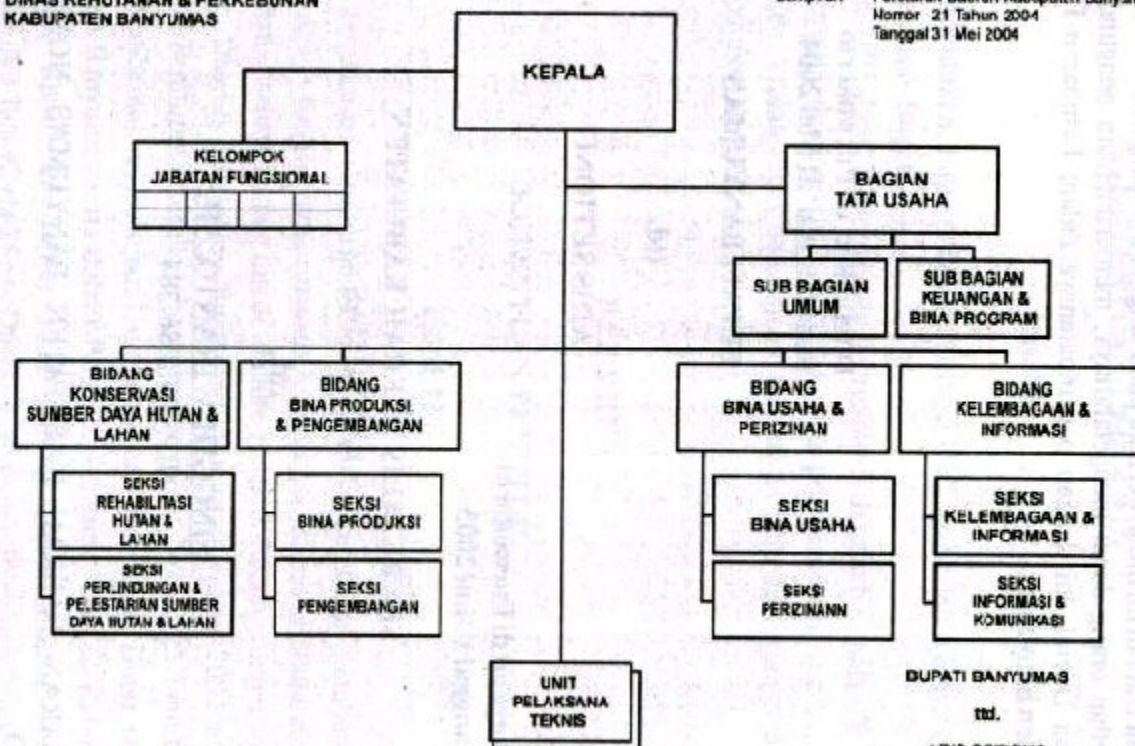 DINAS KEHUTANAN & PERKEBUNAN
KABUPATEN BANYUMAS
Nomor 21 Tahun 2004
Tanggal 31 Mei 2004
KEPALA
KELOMPOK
JABATAN FUNGSIONAL
BAGIAN
TATA USAHA
SUB BAGIAN
UMUM
SUB BAGIAN
KEUANGAN &
BINA PROGRAM
BIDANG
KONSERVASI
SUMBER DAYA HUTAN &
LAHAN
BIDANG
BINA PRODUKSI
& PENGEMBANGAN
BIDANG
BINA USAHA &
PERIZINAN
BIDANG
KELEMBAGAAN &
INFORMASI
SEKSI
REHABILITASI
HUTAN &
LAHAN
SEKSI
BINA PRODUKSI
SEKSI
BINA USAHA
SEKSI
KELEMBAGAAN &
INFORMASI
SEKSI
PERLINDUNGAN &
PELESTARIAN SUMBER
DAYA HUTAN & LAHAN
SEKSI
PENGEMBANGAN
SEKSI
PERIZINANN
SEKSI
INFORMASI &
KOMUNIKASI
UNIT
PELAKSANA
TEKNIS
BUPATI BANYUMAS
ttd.